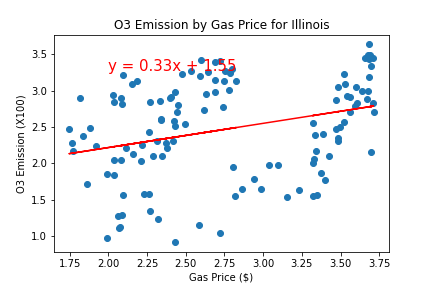 O3 Emission by Gas Price for Illinois
y = 0.33x + 1.55
3.5
3.0
2.5
2.0
1.5
1.0
O3 Emission (X100)
1.75 2.00 2.25 2.50 2.75 3.00 3.25 3.50 3.75
Gas Price ($)